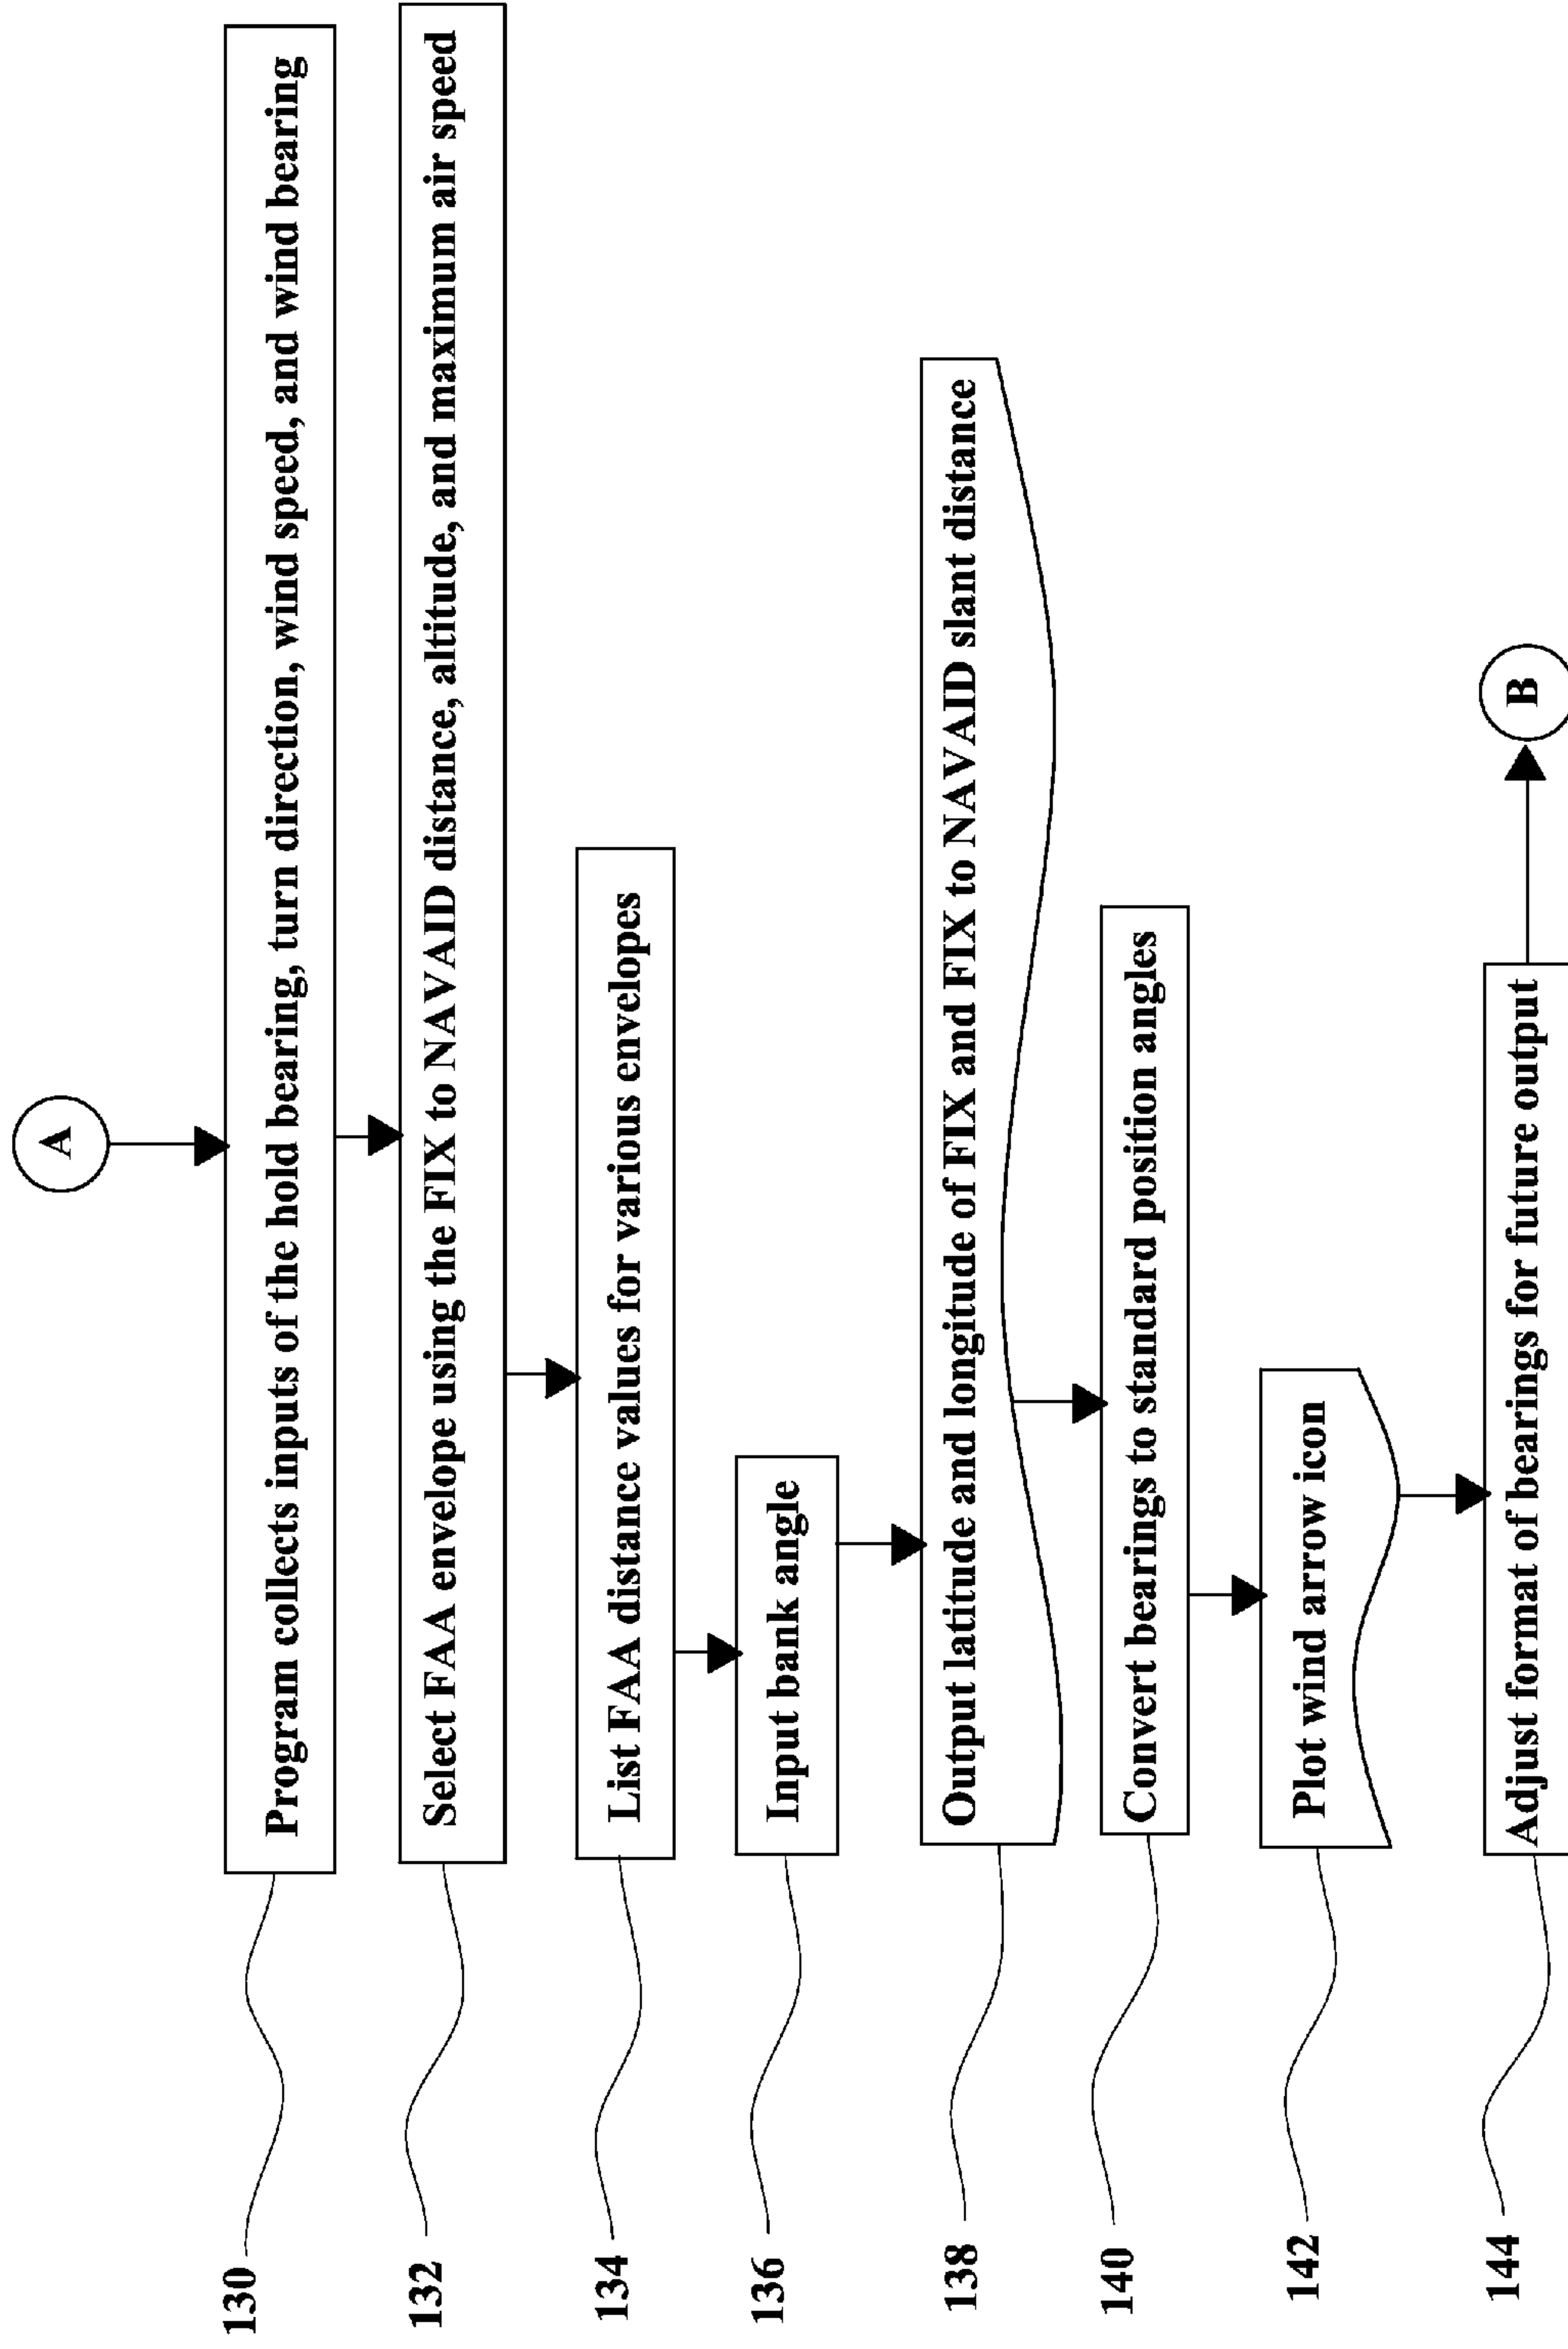 A
130
Program collects inputs of the hold bearing, turn direction, wind speed, and wind bearing
132
Select FAA envelope using the FIX to NAVAID distance, altitude, and maximum air speed
134
List FAA distance values for various envelopes
136
Input bank angle
138
Output latitude and longitude of FIX and FIX to NAVAID slant distance
140
Convert bearings to standard position angles
142
Plot wind arrow icon
144
Adjust format of bearings for future output
B